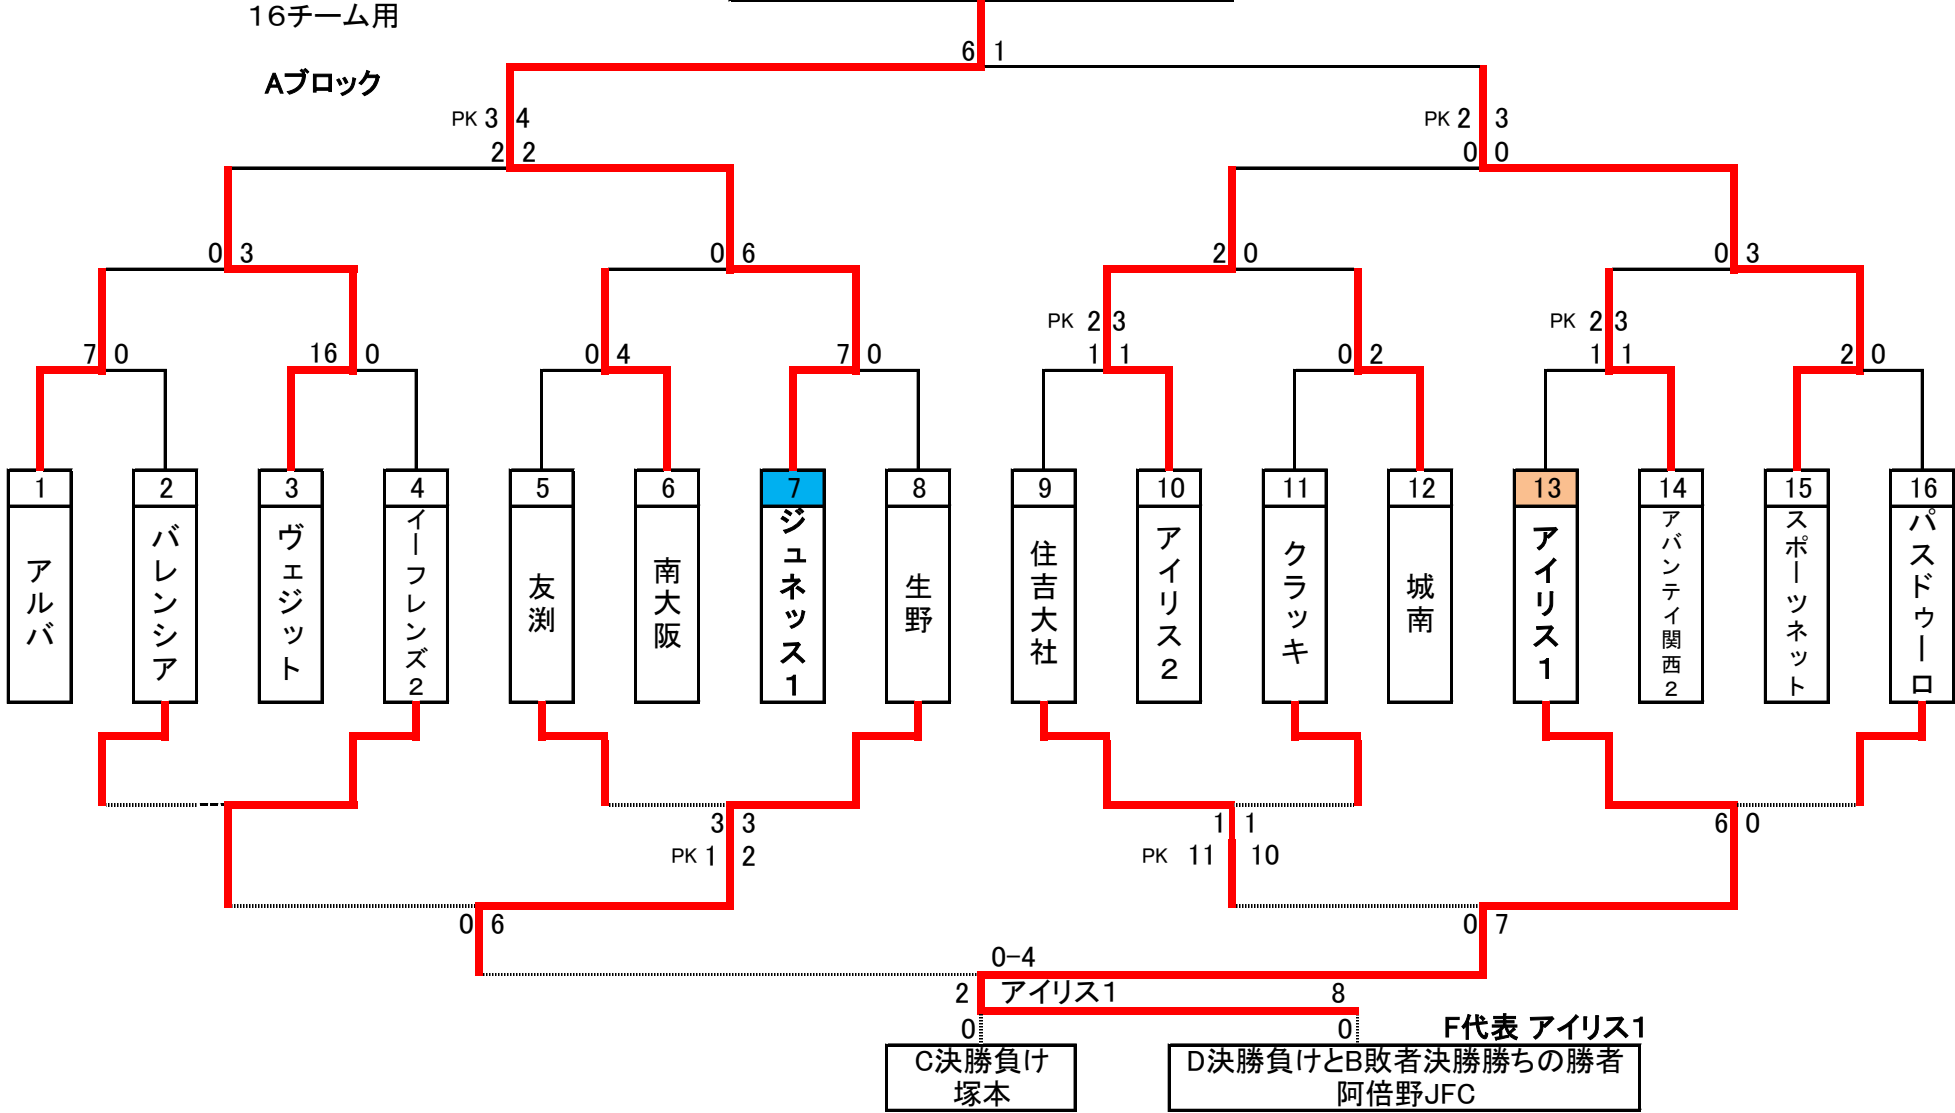 16チーム用
6 1
Aブロック
PK 3 4
PK 2 3
2 2
0 0
0 3
0 6
2 0
0 3
PK 2 3
PK 2 3
7 0
16 0
0 4
7 0
1 1
0 2
1 1
2 0
1 2 3 4 5 6 7 8 9 10 11 12 13 14 15 16
アルバ
バレンシア
ヴェジット
イーフレンズ2
友渕
南大阪
ジュネッス1
生野
住吉大社
アイリス2
クラッキ
城南
アイリス1
アバンテイ関西2
スポーツネット
パスドゥーロ
3 3
1 1
6 0
PK 1 2
PK 11 10
0 6
0 7
0-4
2 アイリス1 8
0 0
F代表 アイリス1
C決勝負け
塚本
D決勝負けとB敗者決勝勝ちの勝者
阿倍野JFC